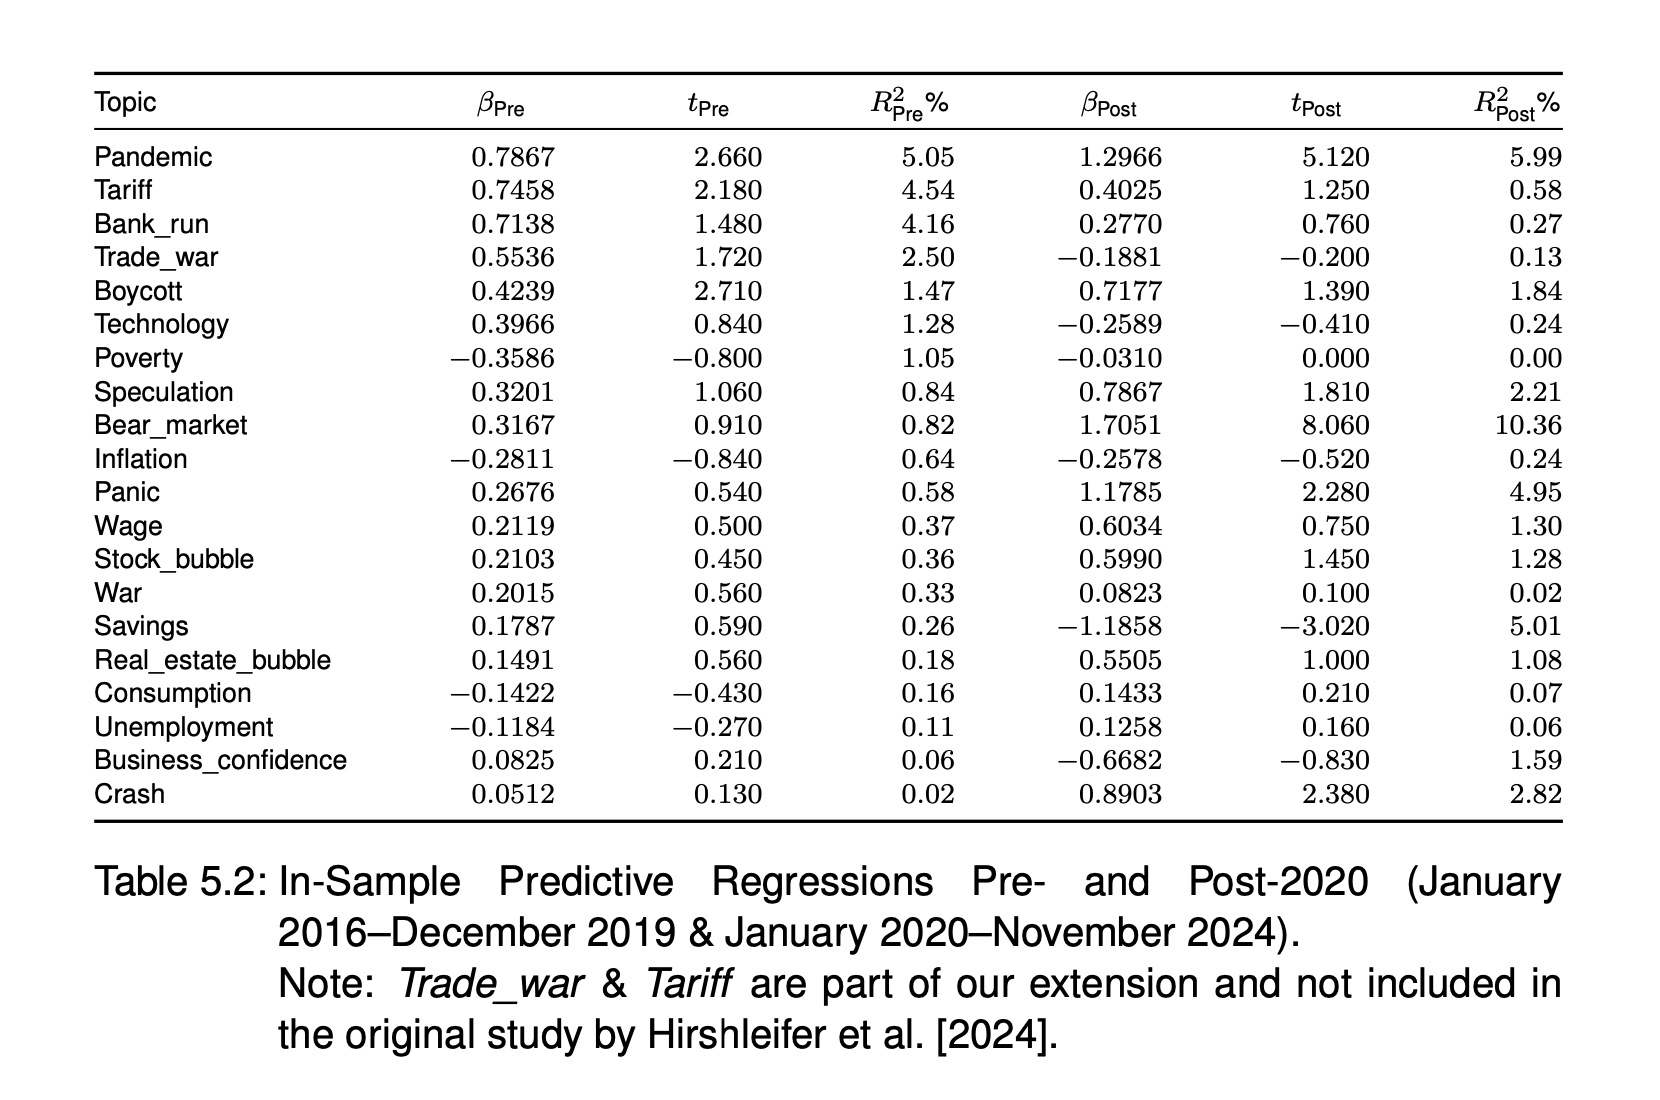 Topic β_Pre t_Pre R²_Pre% β_Post t_Post R²_Post%
Pandemic 0.7867 2.660 5.05 1.2966 5.120 5.99
Tariff 0.7458 2.180 4.54 0.4025 1.250 0.58
Bank_run 0.7138 1.480 4.16 0.2770 0.760 0.27
Trade_war 0.5536 1.720 2.50 −0.1881 −0.200 0.13
Boycott 0.4239 2.710 1.47 0.7177 1.390 1.84
Technology 0.3966 0.840 1.28 −0.2589 −0.410 0.24
Poverty −0.3586 −0.800 1.05 −0.0310 0.000 0.00
Speculation 0.3201 1.060 0.84 0.7867 1.810 2.21
Bear_market 0.3167 0.910 0.82 1.7051 8.060 10.36
Inflation −0.2811 −0.840 0.64 −0.2578 −0.520 0.24
Panic 0.2676 0.540 0.58 1.1785 2.280 4.95
Wage 0.2119 0.500 0.37 0.6034 0.750 1.30
Stock_bubble 0.2103 0.450 0.36 0.5990 1.450 1.28
War 0.2015 0.560 0.33 0.0823 0.100 0.02
Savings 0.1787 0.590 0.26 −1.1858 −3.020 5.01
Real_estate_bubble 0.1491 0.560 0.18 0.5505 1.000 1.08
Consumption −0.1422 −0.430 0.16 0.1433 0.210 0.07
Unemployment −0.1184 −0.270 0.11 0.1258 0.160 0.06
Business_confidence 0.0825 0.210 0.06 −0.6682 −0.830 1.59
Crash 0.0512 0.130 0.02 0.8903 2.380 2.82
Table 5.2: In-Sample Predictive Regressions Pre- and Post-2020 (January
2016–December 2019 & January 2020–November 2024).
Note: Trade_war & Tariff are part of our extension and not included in
the original study by Hirshleifer et al. [2024].